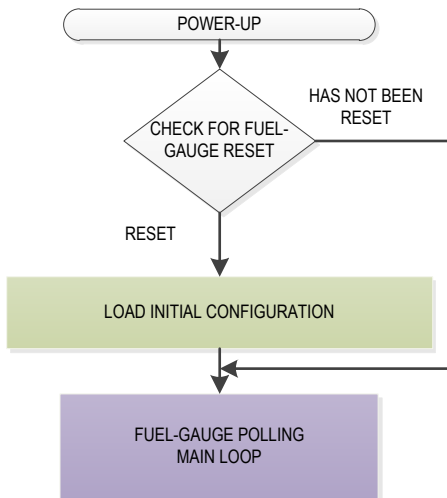 POWER-UP
CHECK FOR FUEL-
GAUGE RESET
HAS NOT BEEN
RESET
RESET
LOAD INITIAL CONFIGURATION
FUEL-GAUGE POLLING
MAIN LOOP